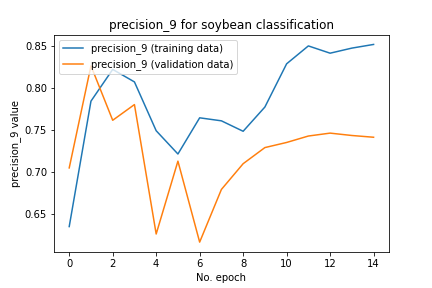 precision_9 for soybean classification
precision_9 (training data)
precision_9 (validation data)
precision_9 value
0.85
0.80
0.75
0.70
0.65
0 2 4 6 8 10 12 14
No. epoch